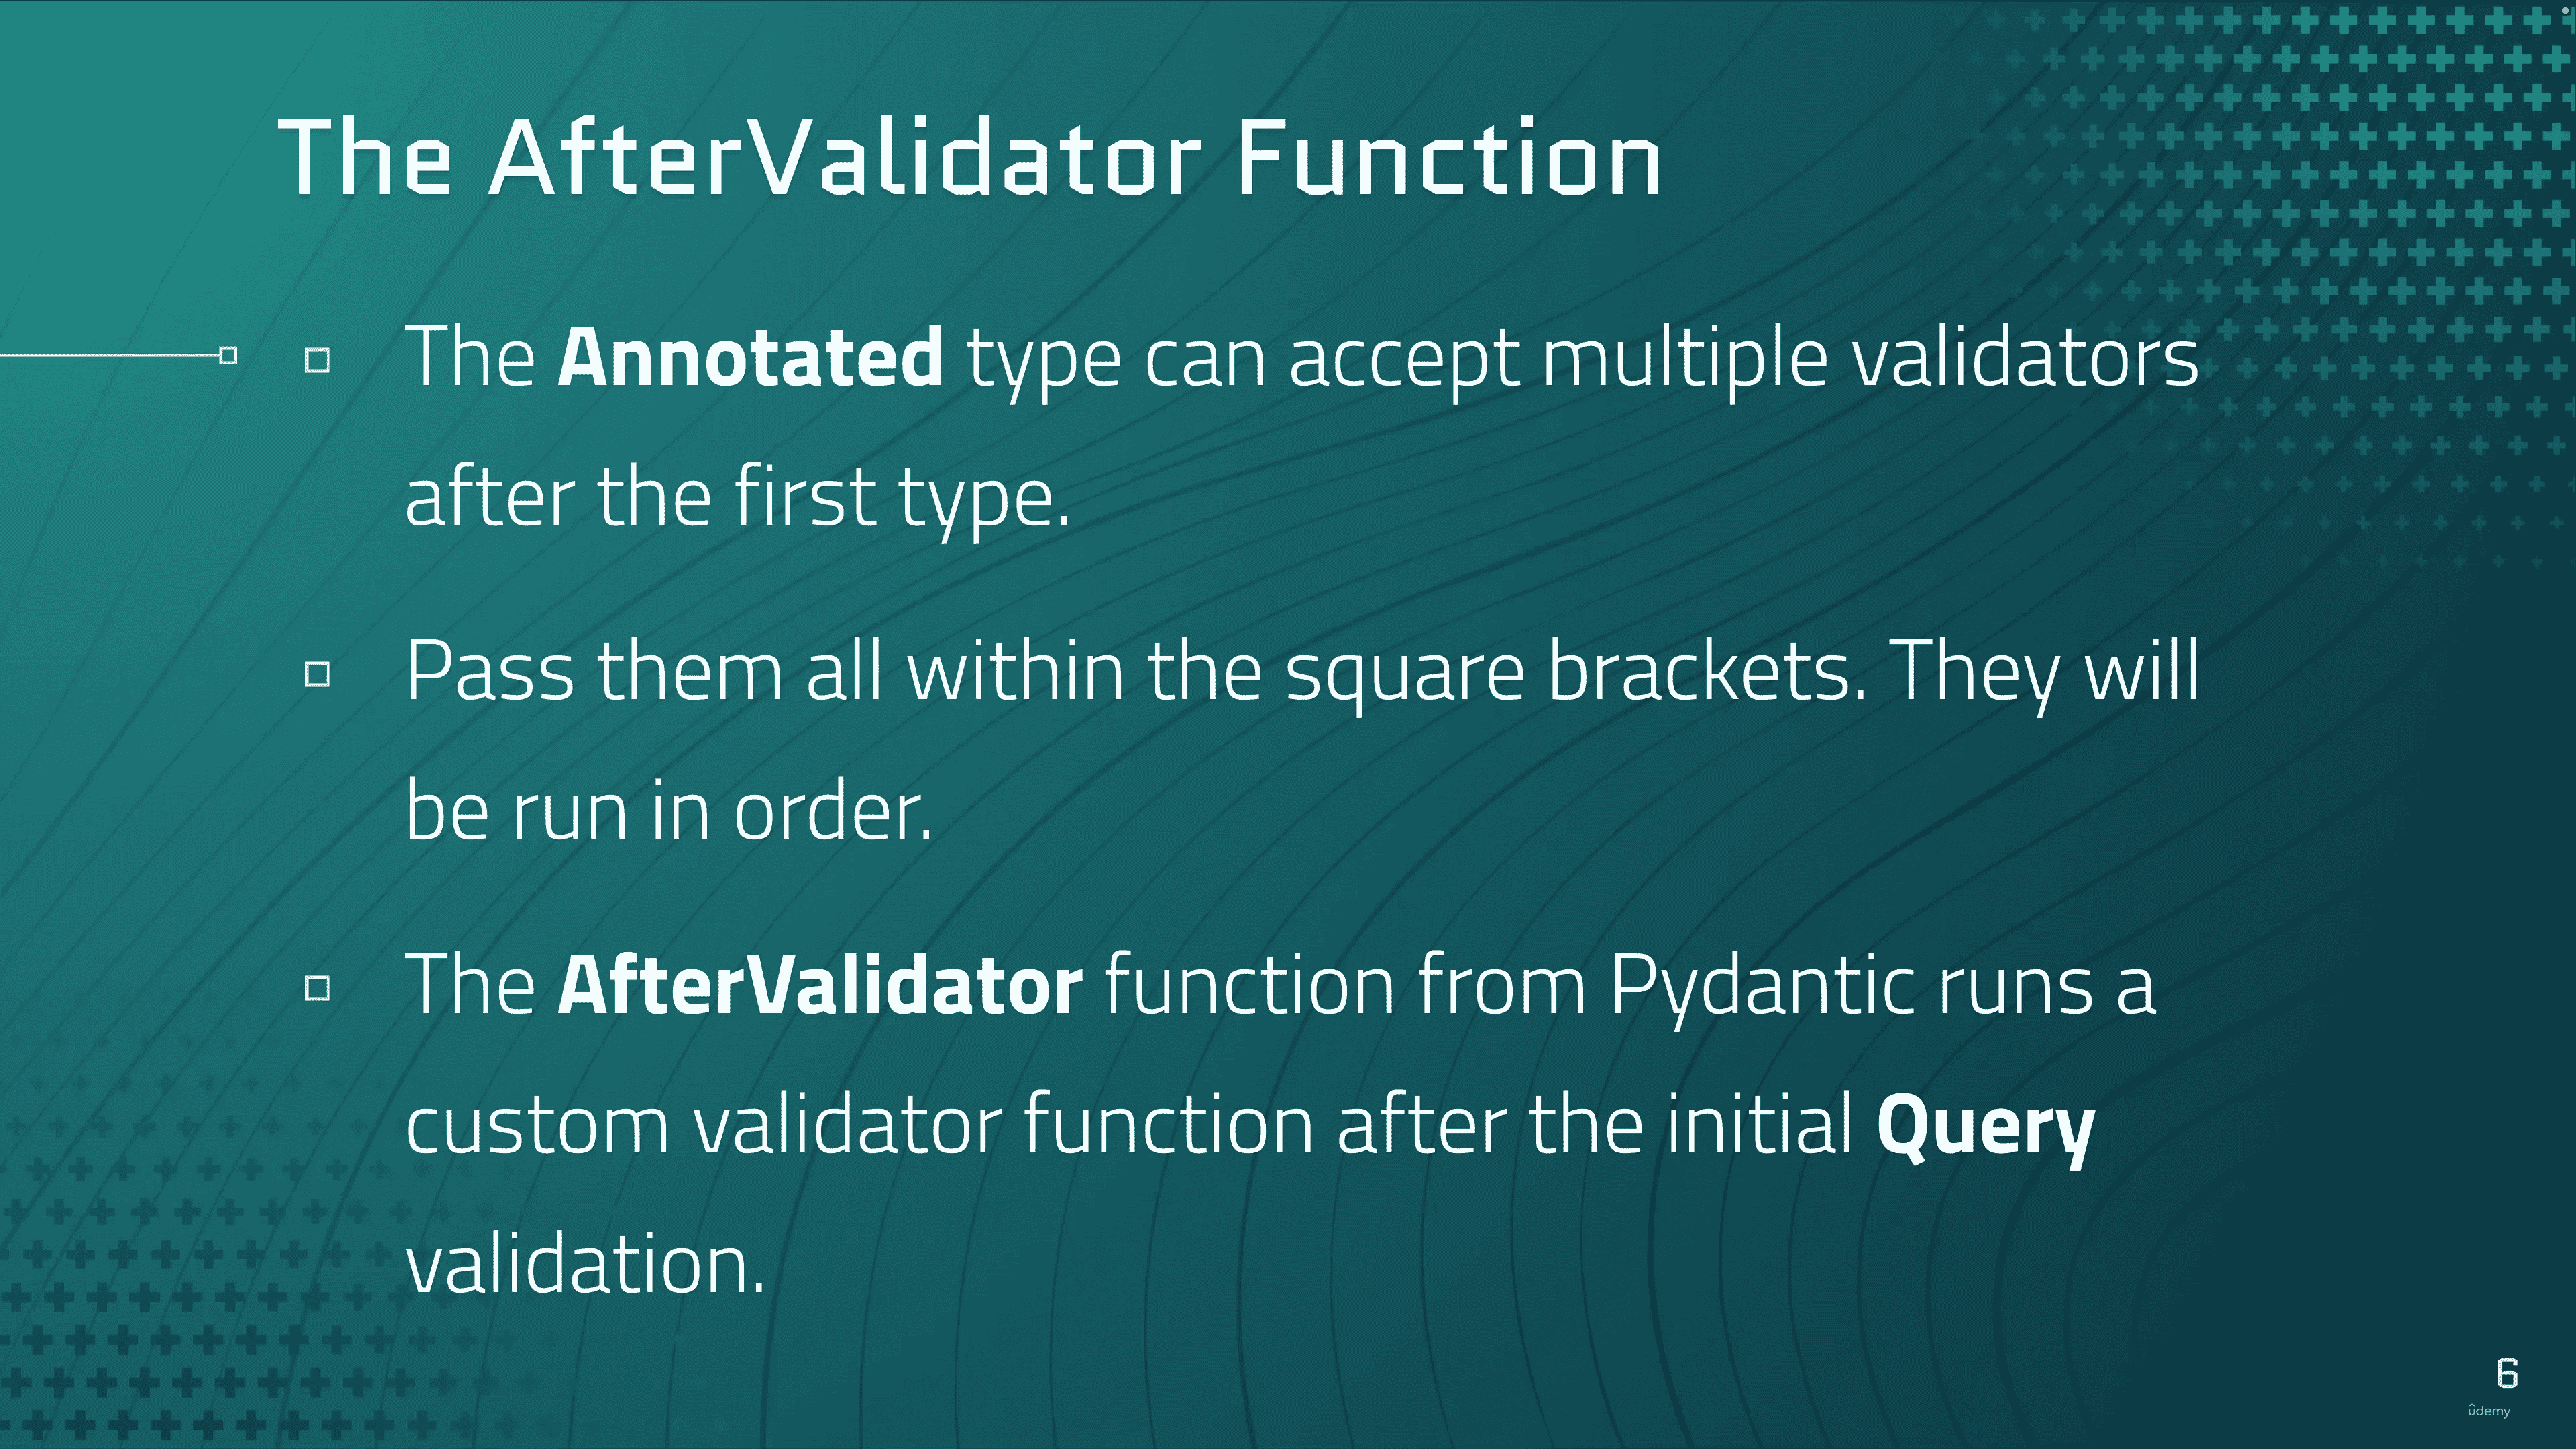 The AfterValidator Function
The Annotated type can accept multiple validators
after the first type.
Pass them all within the square brackets. They will
be run in order.
The AfterValidator function from Pydantic runs a
custom validator function after the initial Query
validation.
6
ûdemy